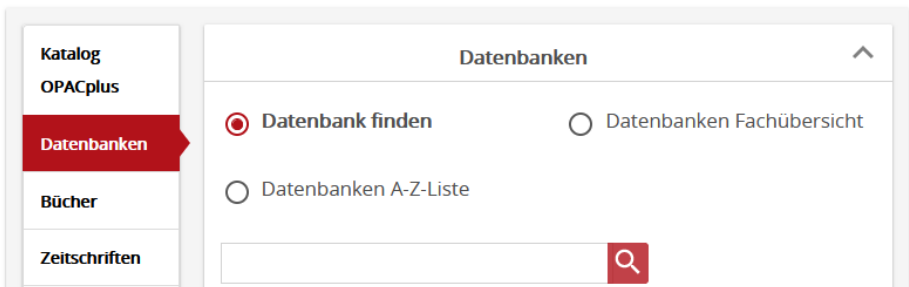 Katalog
OPACplus
Datenbanken
Bücher
Zeitschriften
Datenbanken
Datenbank finden
Datenbanken Fachübersicht
Datenbanken A-Z-Liste